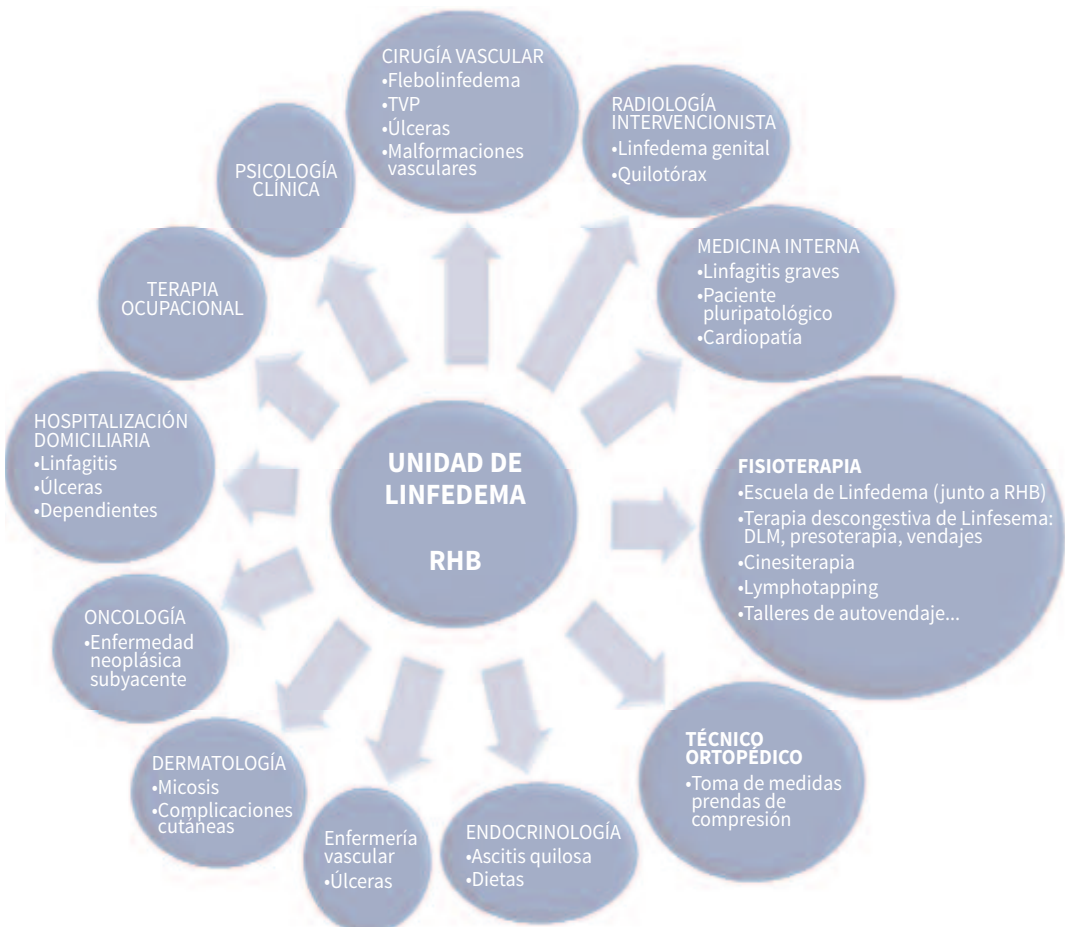 CIRUGÍA VASCULAR
•Flebolinfedema
•TVP
•Úlceras
•Malformaciones
vasculares
RADIOLOGÍA
INTERVENCIONISTA
•Linfedema genital
•Quilotórax
MEDICINA INTERNA
•Linfagitis graves
•Paciente
pluripatológico
•Cardiopatía
FISIOTERAPIA
•Escuela de Linfedema (junto a RHB)
•Terapia descongestiva de Linfesema:
DLM, presoterapia, vendajes
•Cinesiterapia
•Lymphotapping
•Talleres de autovendaje...
TÉCNICO
ORTOPÉDICO
•Toma de medidas
prendas de
compresión
ENDOCRINOLOGÍA
•Ascitis quilosa
•Dietas
Enfermería
vascular
•Úlceras
DERMATOLOGÍA
•Micosis
•Complicaciones
cutáneas
ONCOLOGÍA
•Enfermedad
neoplásica
subyacente
HOSPITALIZACIÓN
DOMICILIARIA
•Linfagitis
•Úlceras
•Dependientes
TERAPIA
OCUPACIONAL
PSICOLOGÍA
CLÍNICA
UNIDAD DE
LINFEDEMA
RHB